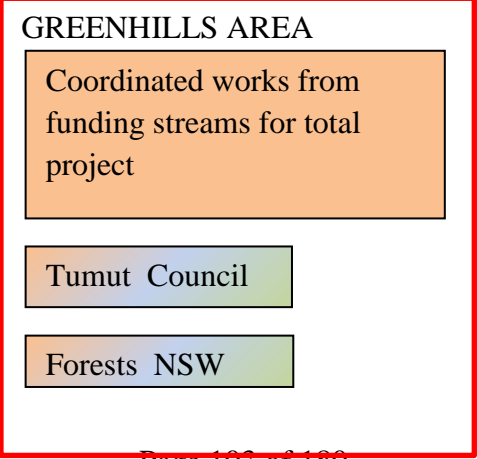 GREENHILLS AREA
Coordinated works from
funding streams for total
project
Tumut Council
Forests NSW